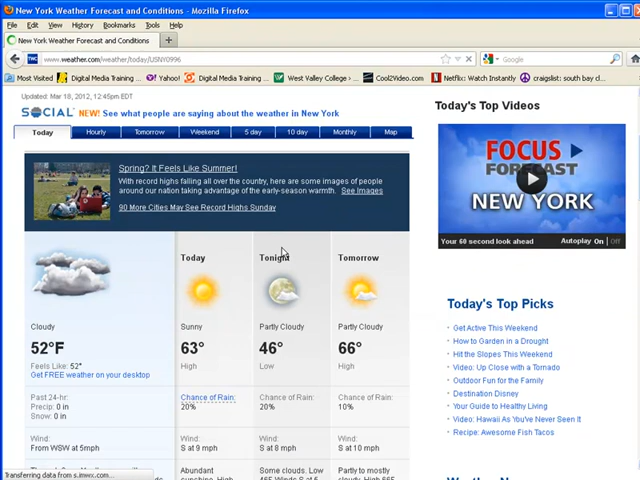 New York Weather Forecast and Conditions - Mozilla Firefox
File Edit View History Bookmarks Tools Help
New York Weather Forecast and Conditions
www.weather.com/weather/today/USNY0996
Google
Most Visited Digital Media Training ... Yahoo! Digital Media Training ... West Valley College Cool2Video.com Netflix: Watch Instantly craigslist: south bay cl...
Updated: Mar 18, 2012, 12:45pm EDT
SOCIAL NEW! See what people are saying about the weather in New York
Today Hourly Tomorrow Weekend 5 day 10 day Monthly Map
Spring? It Feels Like Summer!
With record highs falling all over the country, here are some images of people
around our nation taking advantage of the early-season warmth. See Images
90 More Cities May See Record Highs Sunday
Today Tonight Tomorrow
Cloudy Sunny Partly Cloudy Partly Cloudy
52°F 63° 46° 66°
Feels Like: 52° High Low High
Get FREE weather on your desktop
Past 24-hr: Chance of Rain: Chance of Rain: Chance of Rain:
Precip: 0 in 20% 20% 10%
Snow: 0 in
Wind: Wind: Wind: Wind:
From WSW at 5mph S at 9 mph S at 8 mph S at 10 mph
Abundant Some clouds. Low Partly to mostly
Transferring data from s.imwx.com...
Today's Top Videos
FOCUS
FORECAST
NEW YORK
Your 60 second look ahead Autoplay On | Off
Today's Top Picks
Get Active This Weekend
How to Garden in a Drought
Hit the Slopes This Weekend
Video: Up Close with a Tornado
Outdoor Fun for the Family
Destination Disney
Your Guide to Healthy Living
Video: Hawaii As You've Never Seen It
Recipe: Awesome Fish Tacos